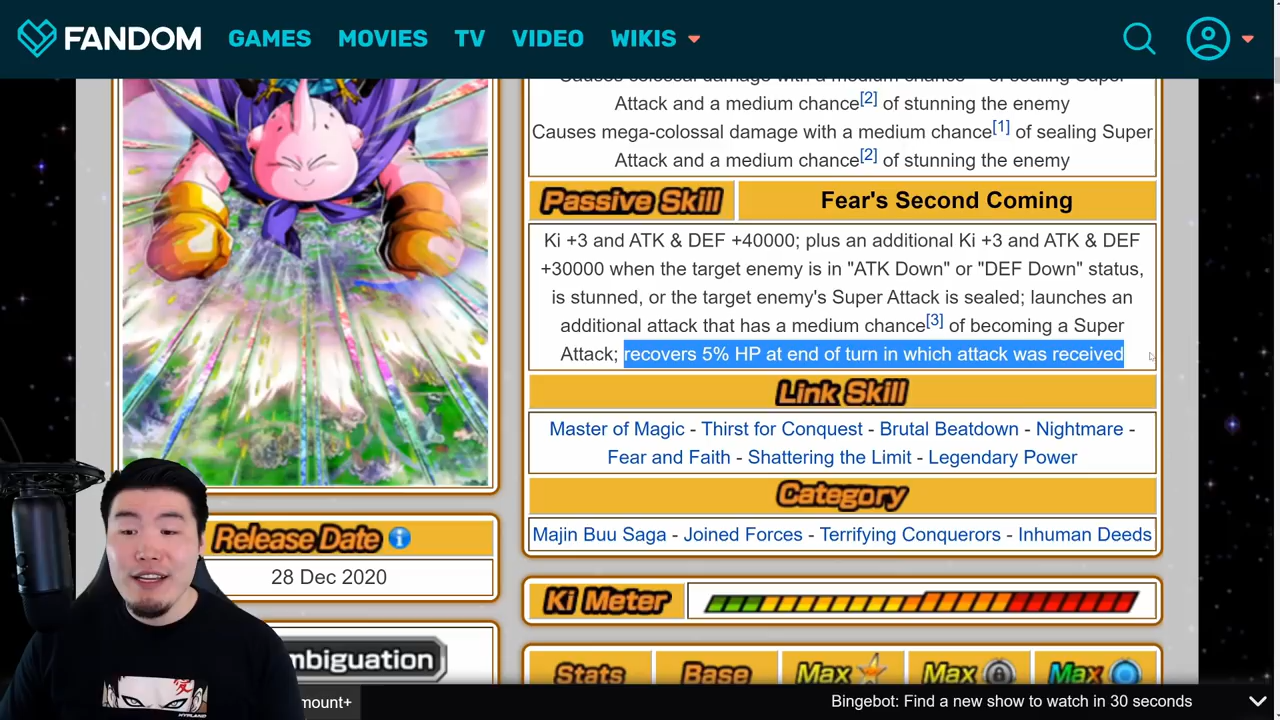 FANDOM GAMES MOVIES TV VIDEO WIKIS
Causes colossal damage with a medium chance of sealing Super
Attack and a medium chance[2] of stunning the enemy
Causes mega-colossal damage with a medium chance[1] of sealing Super
Attack and a medium chance[2] of stunning the enemy
Passive Skill
Fear's Second Coming
Ki +3 and ATK & DEF +40000; plus an additional Ki +3 and ATK & DEF
+30000 when the target enemy is in "ATK Down" or "DEF Down" status,
is stunned, or the target enemy's Super Attack is sealed; launches an
additional attack that has a medium chance[3] of becoming a Super
Attack; recovers 5% HP at end of turn in which attack was received
Link Skill
Master of Magic - Thirst for Conquest - Brutal Beatdown - Nightmare -
Fear and Faith - Shattering the Limit - Legendary Power
Category
Majin Buu Saga - Joined Forces - Terrifying Conquerors - Inhuman Deeds
Release Date
28 Dec 2020
Ki Meter
mbiguation
Stats Base Max Max Max
mount+
Bingebot: Find a new show to watch in 30 seconds